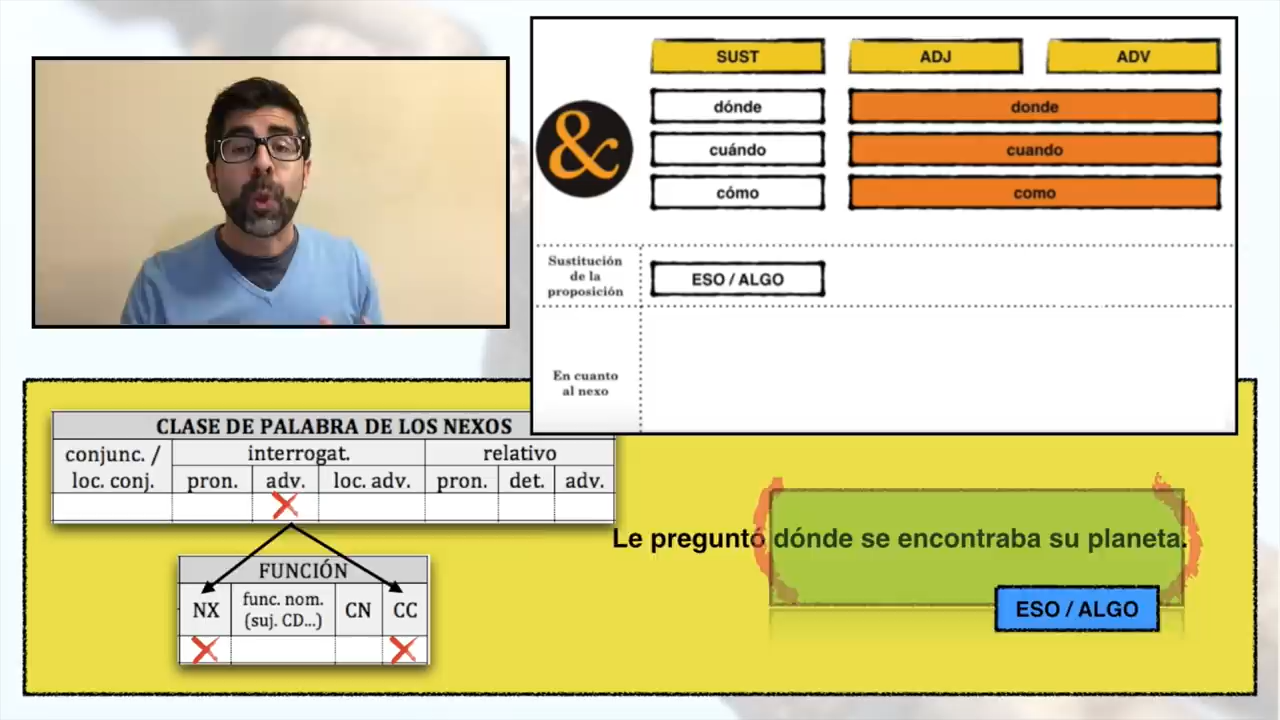 SUST ADJ ADV
&
dónde donde
cuándo cuando
cómo como
Sustitución
de la
proposición
ESO / ALGO
En cuanto
al nexo
CLASE DE PALABRA DE LOS NEXOS
conjunc. /
loc. conj.
interrogat. relativo
pron. adv. loc. adv. pron. det. adv.
FUNCIÓN
NX func. nom. CN CC
(suj. CD...)
Le preguntó dónde se encontraba su planeta.
ESO / ALGO